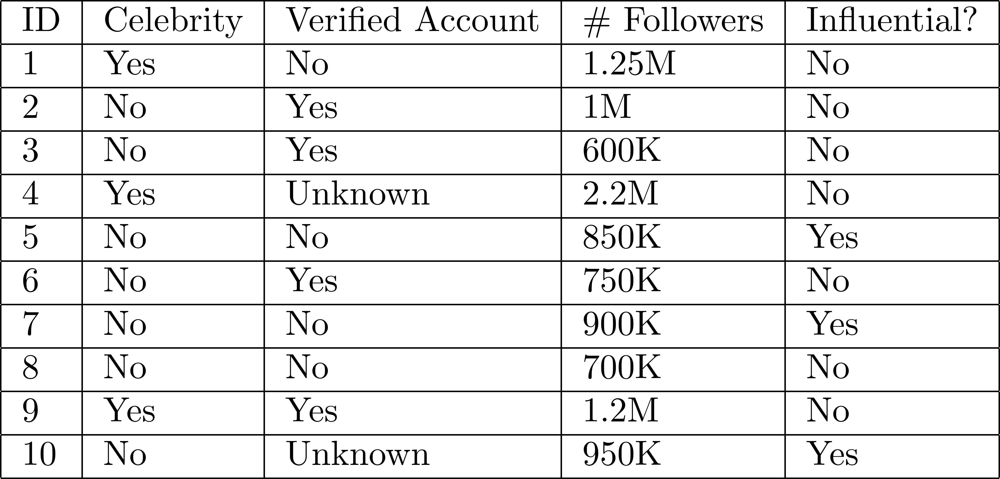 ID Celebrity Verified Account # Followers Influential?
1 Yes No 1.25M No
2 No Yes 1M No
3 No Yes 600K No
4 Yes Unknown 2.2M No
5 No No 850K Yes
6 No Yes 750K No
7 No No 900K Yes
8 No No 700K No
9 Yes Yes 1.2M No
10 No Unknown 950K Yes